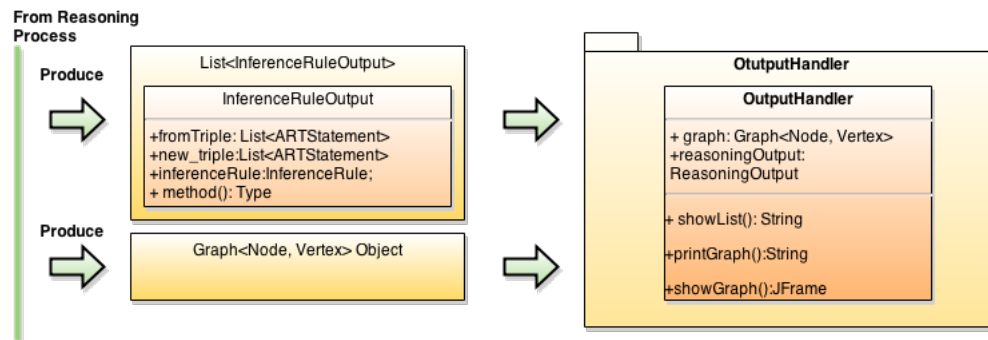 From Reasoning
Process
Produce
List<InferenceRuleOutput>
InferenceRuleOutput
+fromTriple: List<ARTStatement>
+new_triple:List<ARTStatement>
+inferenceRule:InferenceRule;
+ method(): Type
Produce
Graph<Node, Vertex> Object
OtutputHandler
OutputHandler
+ graph: Graph<Node, Vertex>
+reasoningOutput:
ReasoningOutput
+ showList(): String
+printGraph():String
+showGraph():JFrame